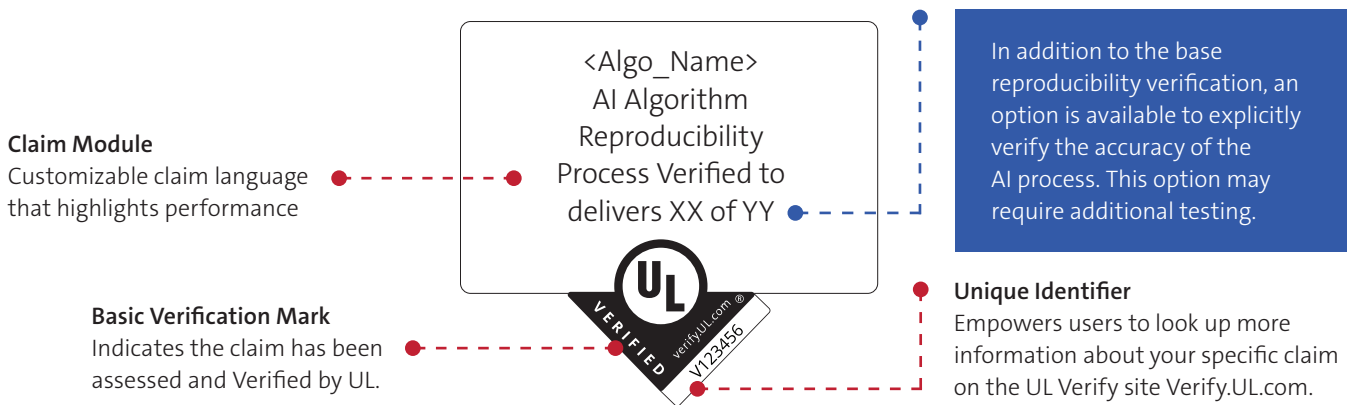 <Algo_Name>
AI Algorithm
Reproducibility
Process Verified to
delivers XX of YY
In addition to the base
reproducibility verification, an
option is available to explicitly
verify the accuracy of the
AI process. This option may
require additional testing.
Claim Module
Customizable claim language
that highlights performance
UL
VERIFIED
verify.UL.com ®
V123456
Basic Verification Mark
Indicates the claim has been
assessed and Verified by UL.
Unique Identifier
Empowers users to look up more
information about your specific claim
on the UL Verify site Verify.UL.com.